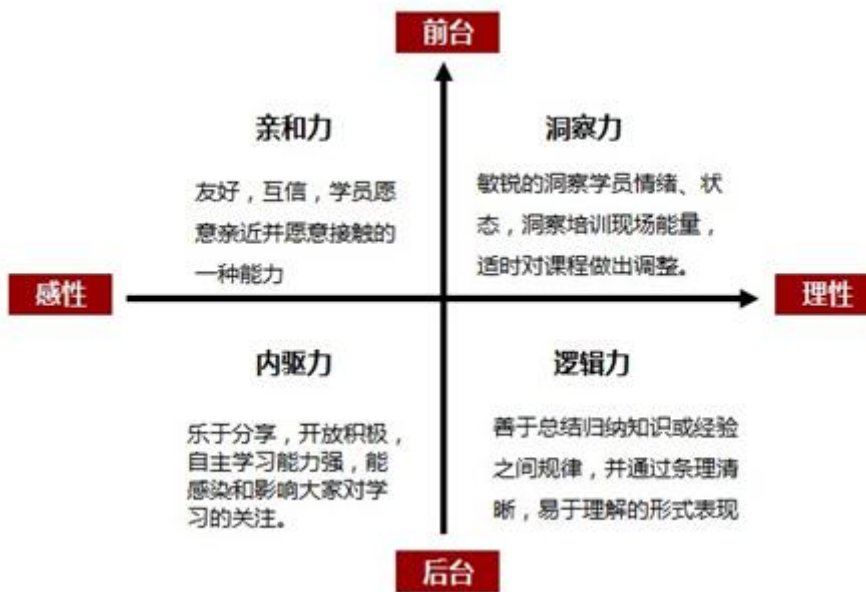 前台
亲和力
友好，互信，学员愿
意亲近并愿意接触的
一种能力
洞察力
敏锐的洞察学员情绪、状
态，洞察培训现场能量，
适时对课程做出调整。
感性
理性
内驱力
乐于分享，开放积极，
自主学习能力强，能
感染和影响大家对学
习的关注。
逻辑力
善于总结归纳知识或经验
之间规律，并通过条理清
晰，易于理解的形式表现
后台